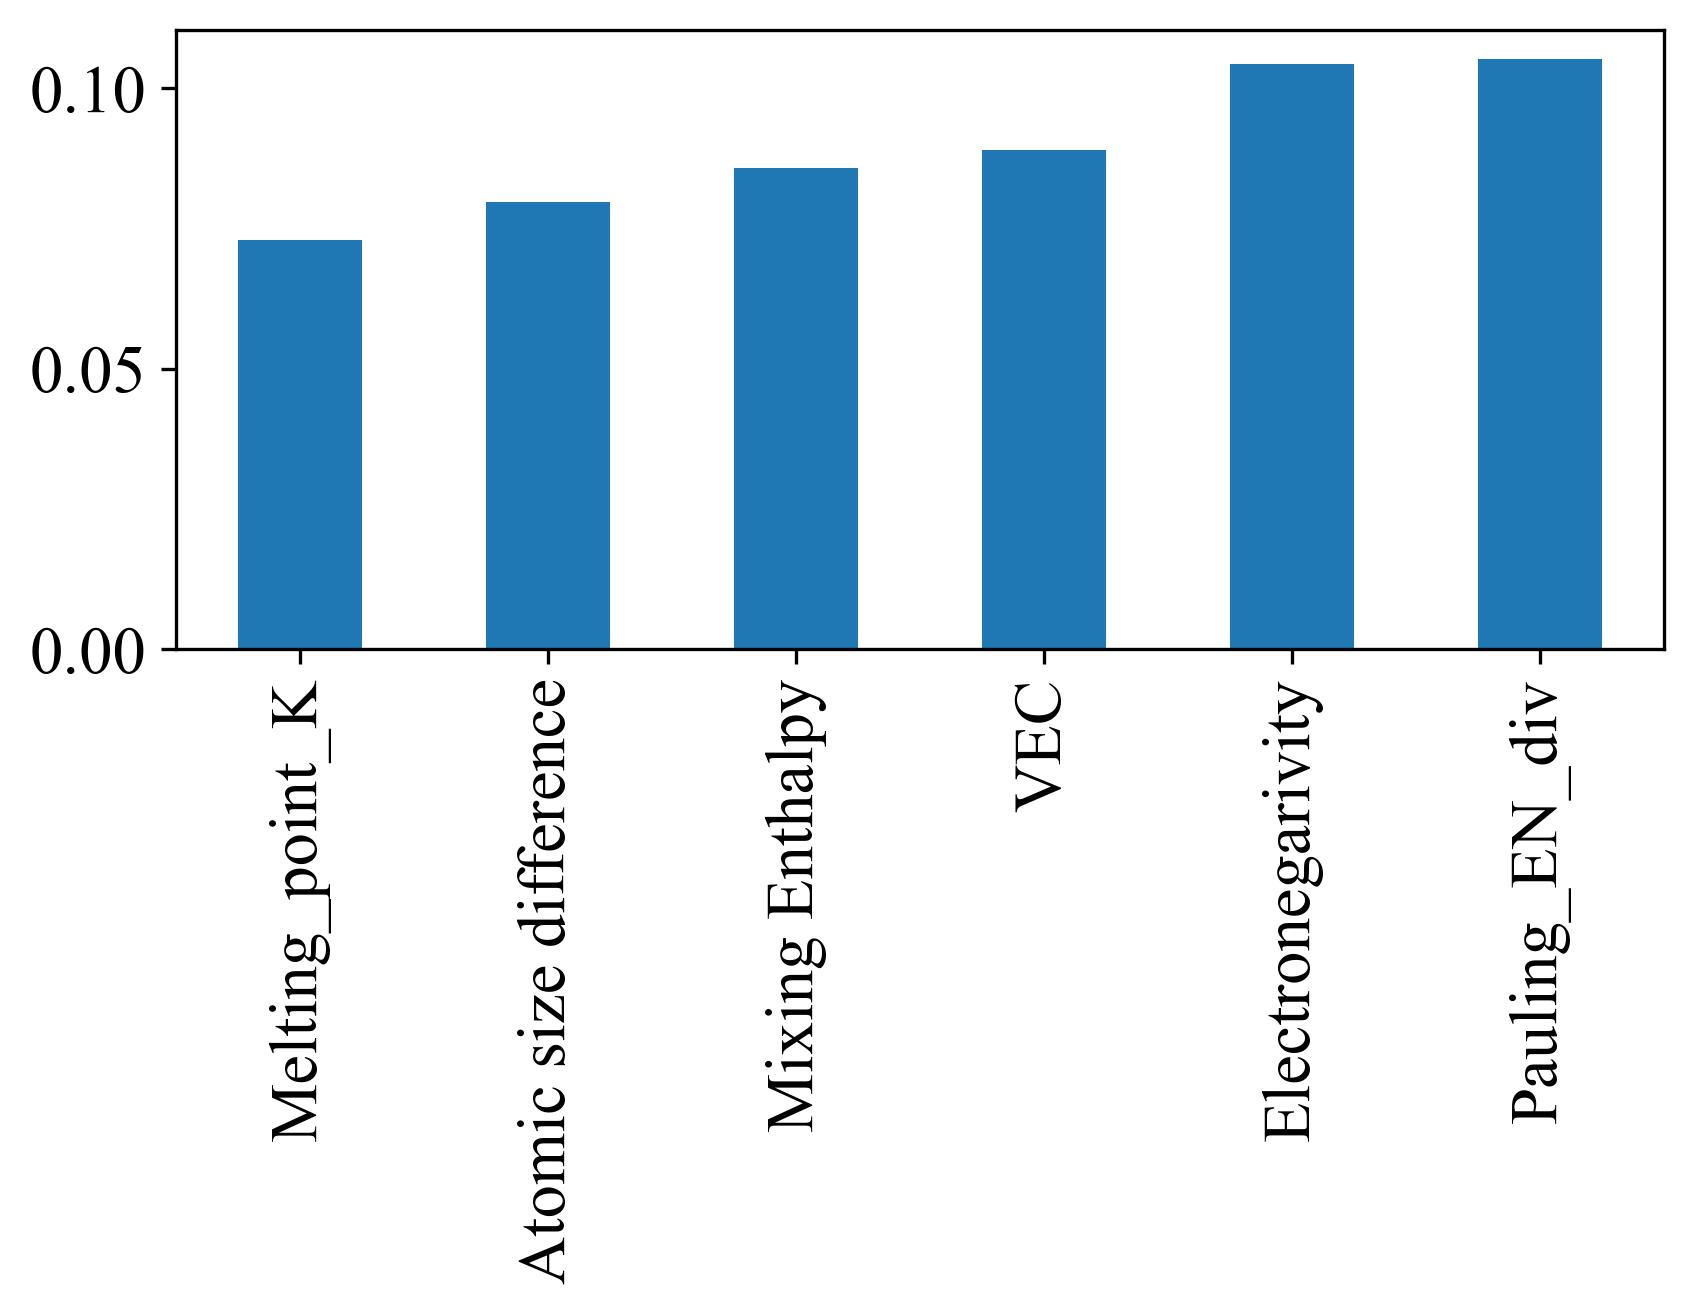 0.10
0.05
0.00
Melting_point_K
Atomic size difference
Mixing Enthalpy
VEC
Electronegarivity
Pauling_EN_div